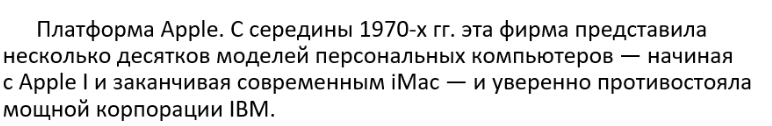 Платформа Apple. С середины 1970-х гг. эта фирма представила
несколько десятков моделей персональных компьютеров — начиная
с Apple I и заканчивая современным iMac — и уверенно противостояла
мощной корпорации IBM.